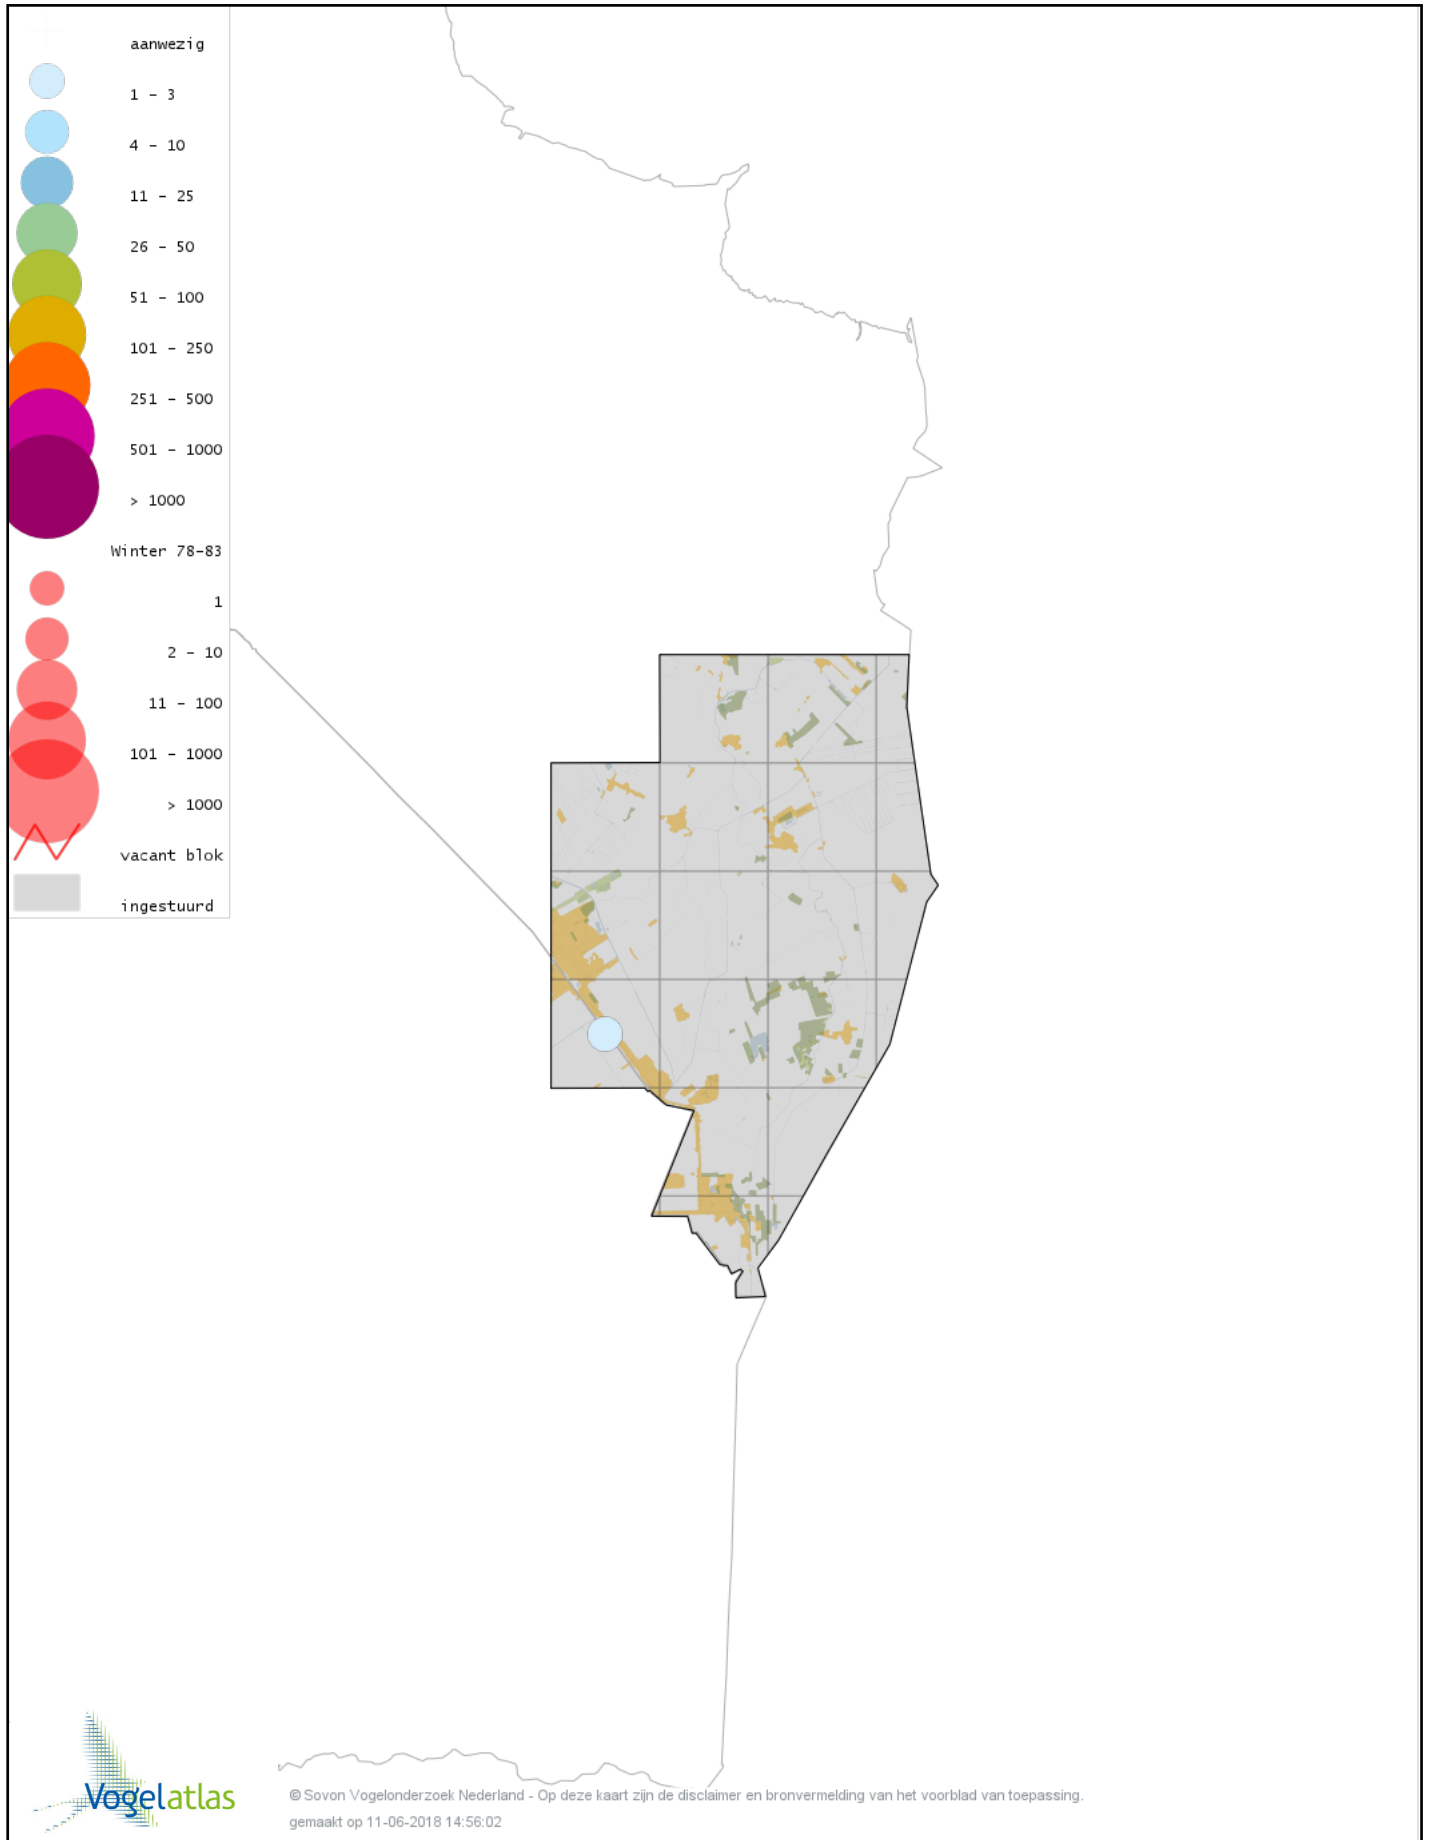 aanwezig
1 - 3
4 - 10
11 - 25
26 - 50
51 - 100
101 - 250
251 - 500
501 - 1000
> 1000
Winter 78-83
1
2 - 10
11 - 100
101 - 1000
> 1000
vacant blok
ingestuurd
Vogelatlas
© Sovon Vogelonderzoek Nederland - Op deze kaart zijn de disclaimer en bronvermelding van het voorblad van toepassing.
gemaakt op 11-06-2018 14:56:02